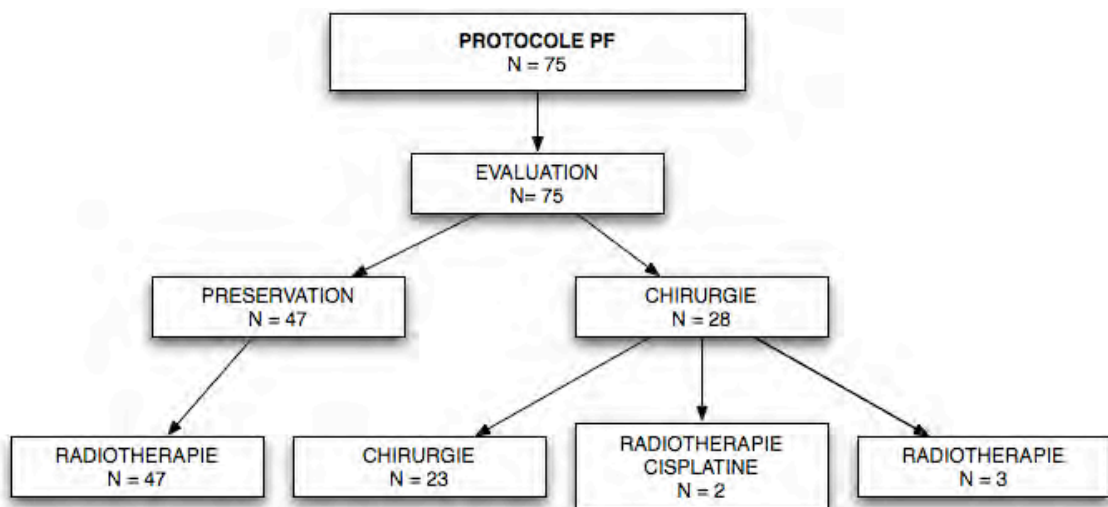 PROTOCOLE PF
N = 75
EVALUATION
N= 75
PRESERVATION
N = 47
CHIRURGIE
N = 28
RADIOTHERAPIE
N = 47
CHIRURGIE
N = 23
RADIOTHERAPIE
CISPLATINE
N = 2
RADIOTHERAPIE
N = 3